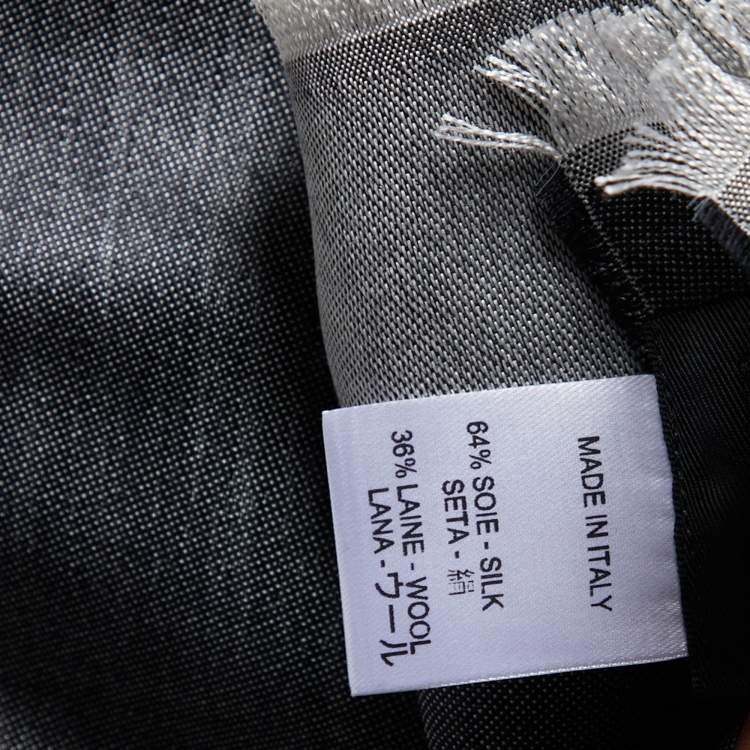 MADE IN ITALY
64% SOIE - SILK
SETA - 絹
36% LAINE - WOOL
LANA - ウール